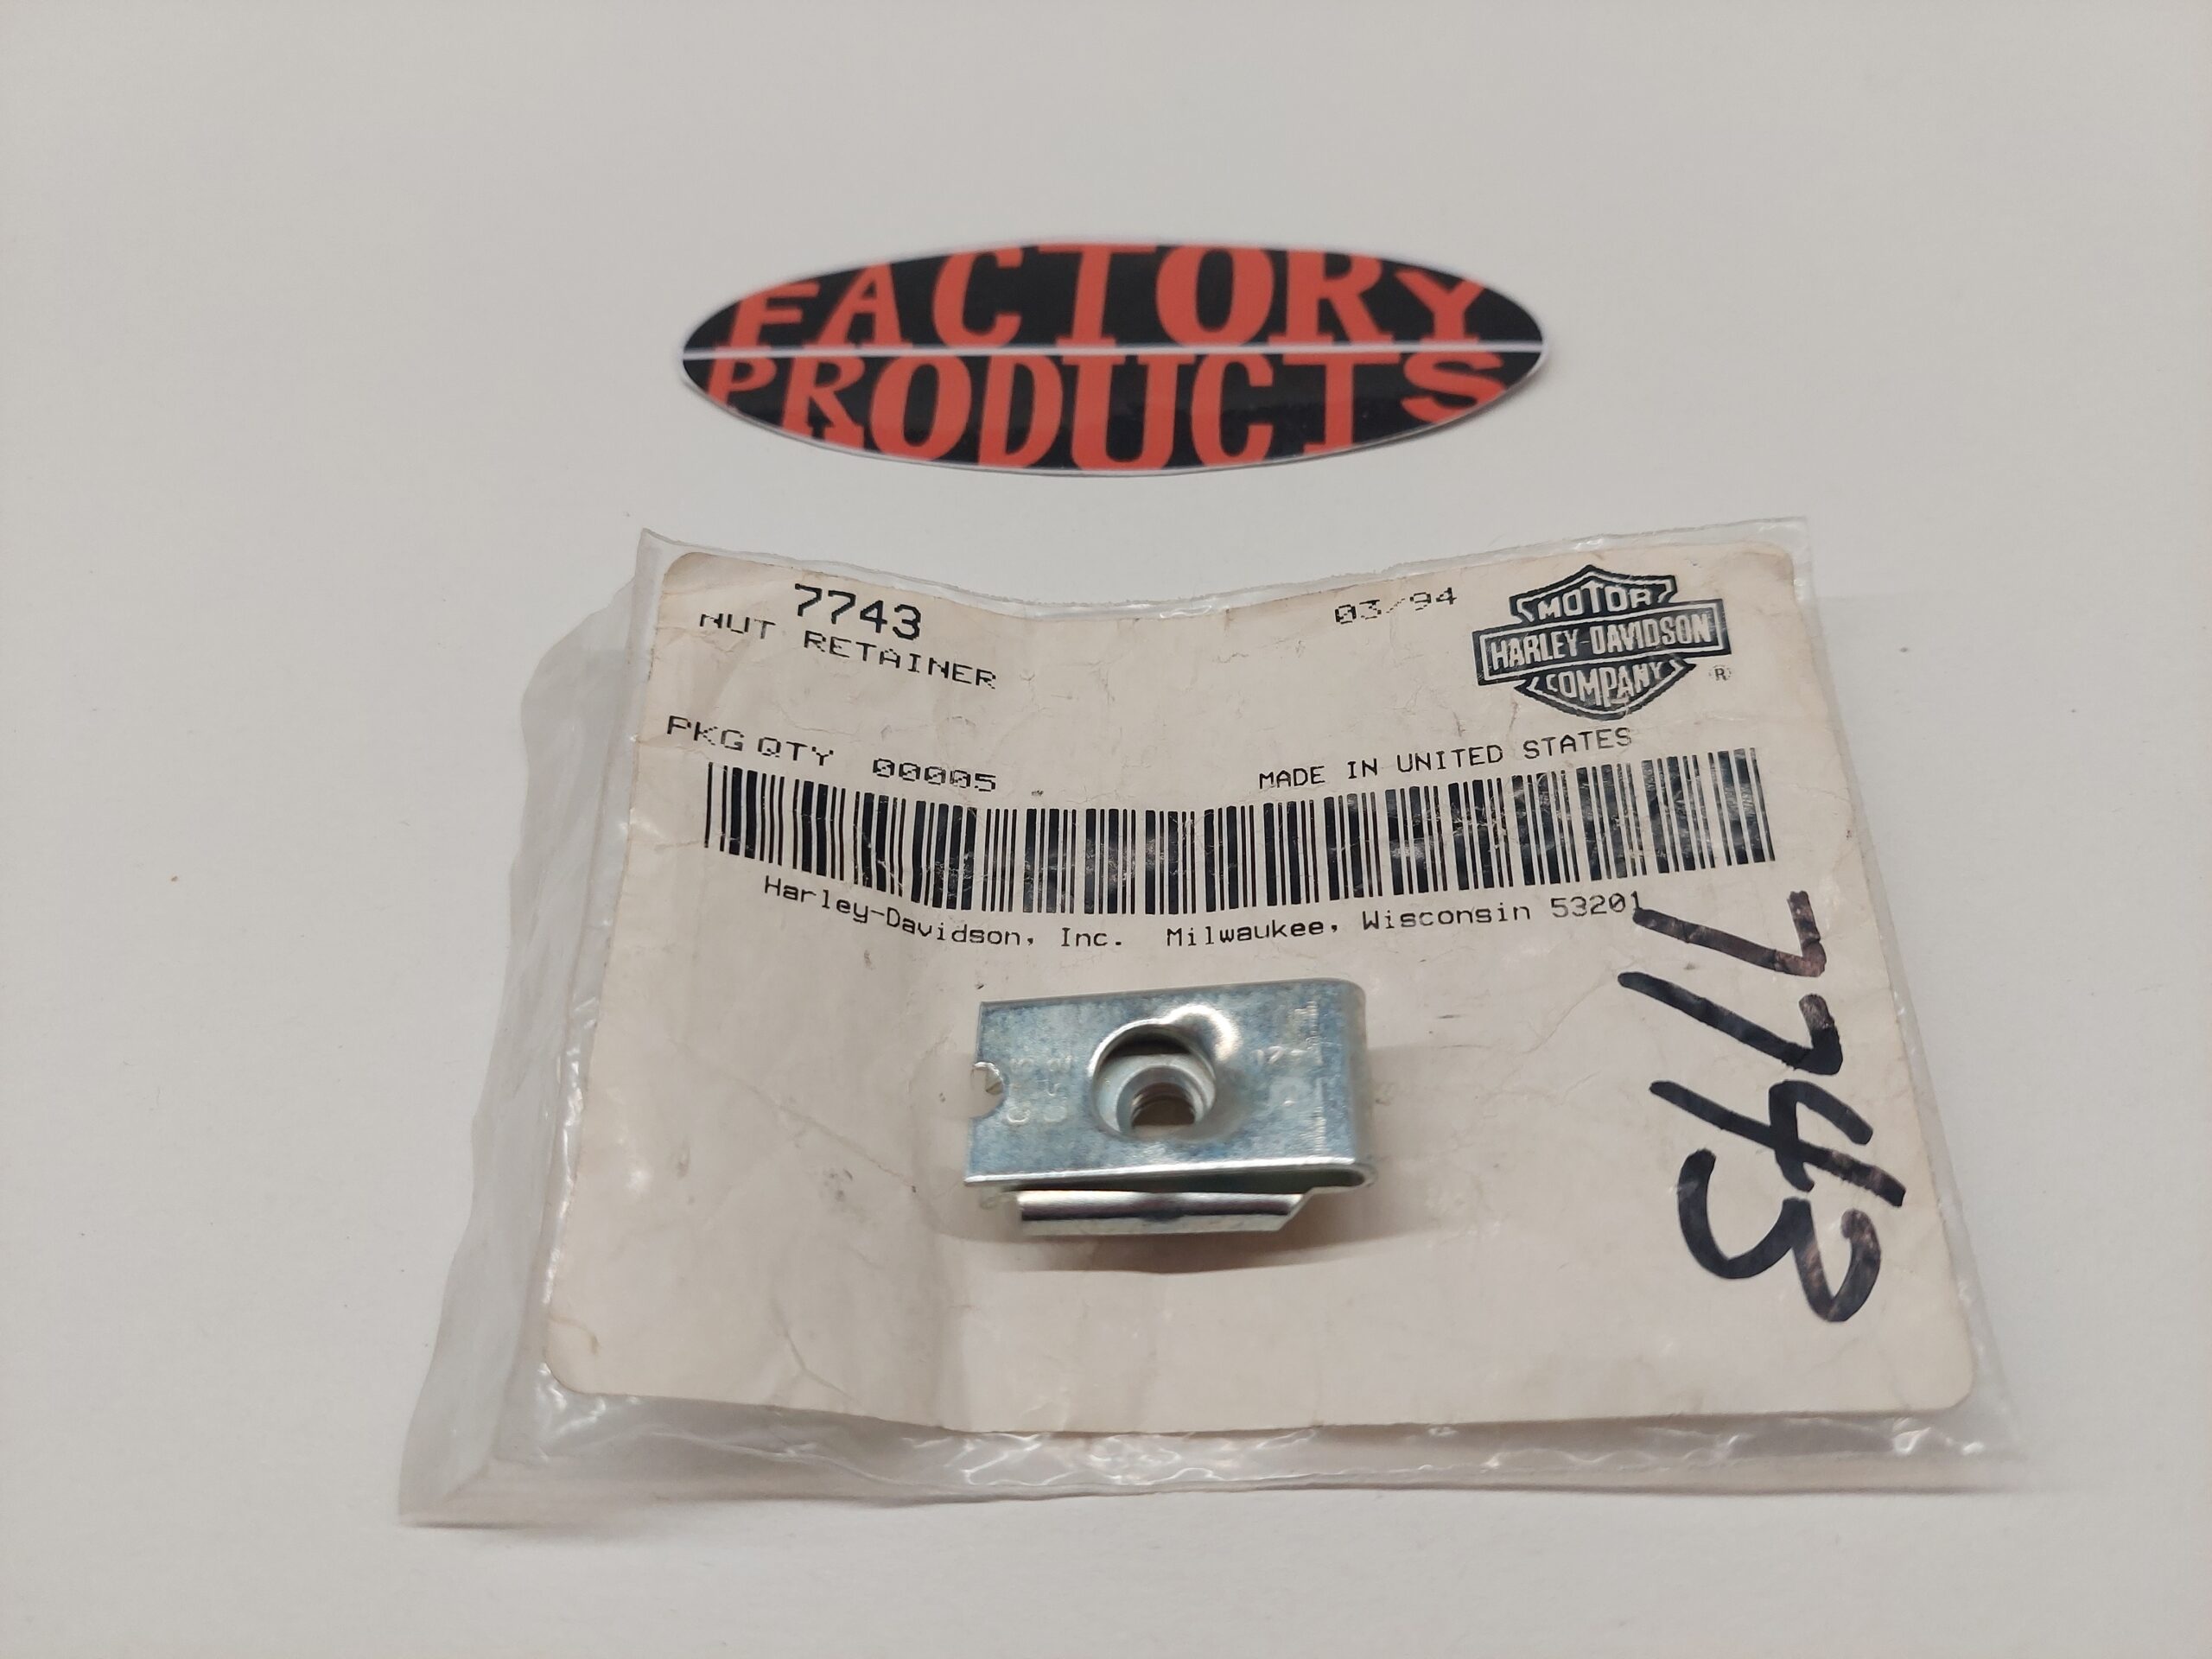 FACTORY
PRODUCTS
7743
NUT RETAINER
03/94
MOTOR
HARLEY-DAVIDSON
COMPANY
®
PKG QTY 00005
MADE IN UNITED STATES
Harley-Davidson, Inc. Milwaukee, Wisconsin 53201
7743